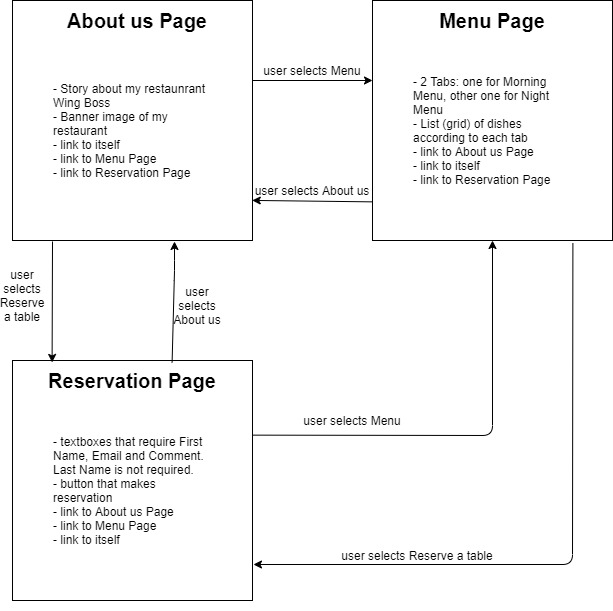 About us Page
- Story about my restaunrant
Wing Boss
- Banner image of my
restaurant
- link to itself
- link to Menu Page
- link to Reservation Page
user selects Menu
Menu Page
- 2 Tabs: one for Morning
Menu, other one for Night
Menu
- List (grid) of dishes
according to each tab
- link to About us Page
- link to itself
- link to Reservation Page
user selects About us
user
selects
Reserve
a table
user
selects
About us
Reservation Page
- textboxes that require First
Name, Email and Comment.
Last Name is not required.
- button that makes
reservation
- link to About us Page
- link to Menu Page
- link to itself
user selects Menu
user selects Reserve a table